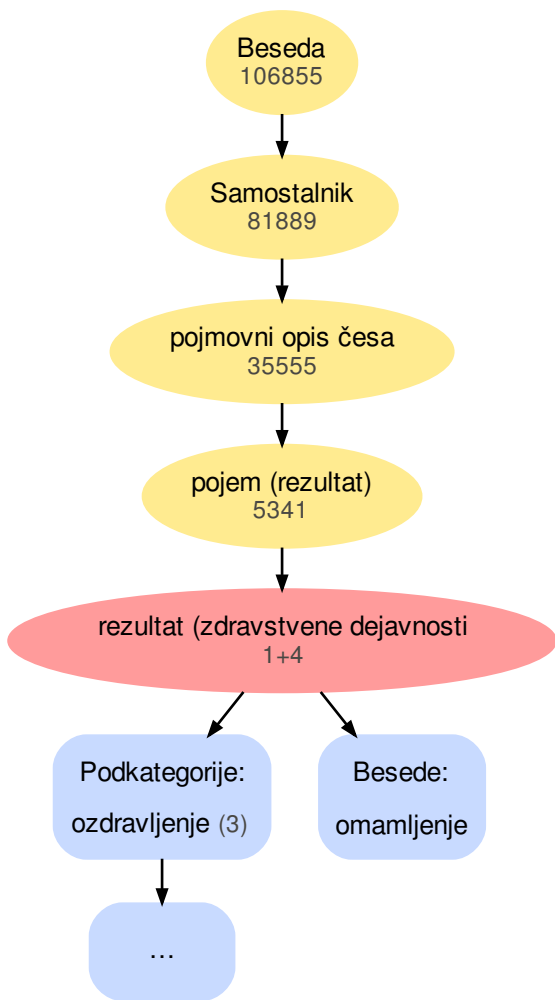 Beseda
106855
Samostalnik
81889
pojmovni opis česa
35555
pojem (rezultat)
5341
rezultat (zdravstvene dejavnosti
1+4
Podkategorije:
ozdravljenje (3)
Besede:
omamljenje
…